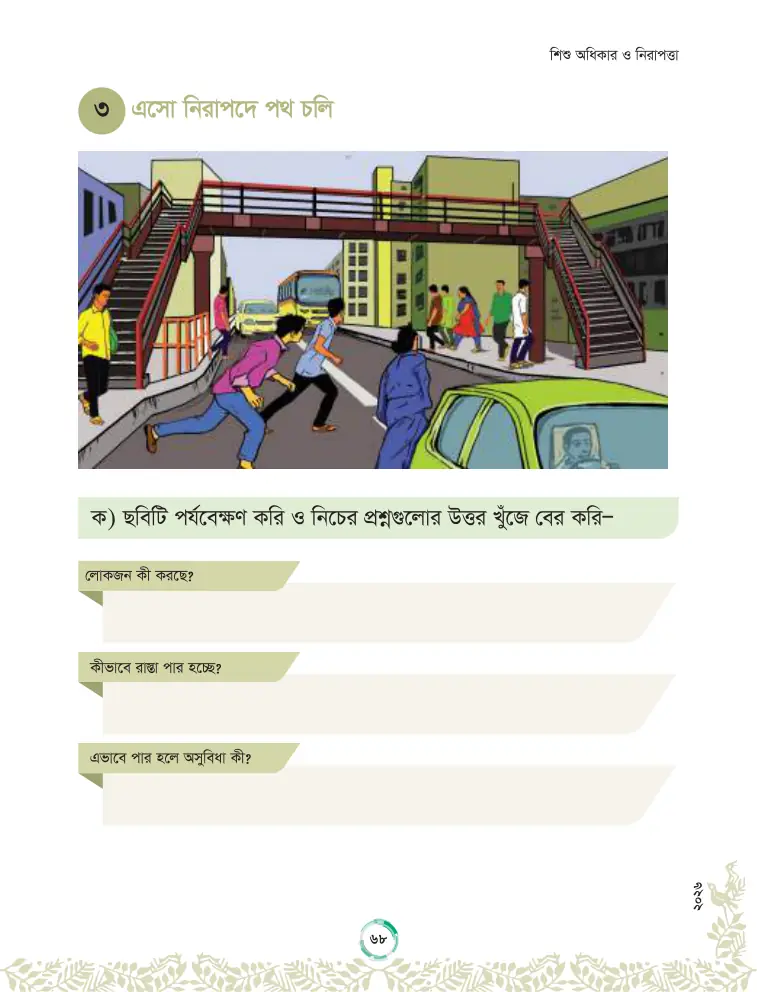 শিশু অধিকার ও নিরাপত্তা
৩ এসো নিরাপদে পথ চলি
ক) ছবিটি পর্যবেক্ষণ করি ও নিচের প্রশ্নগুলোর উত্তর খুঁজে বের করি–
লোকজন কী করছে?
কীভাবে রাস্তা পার হচ্ছে?
এভাবে পার হলে অসুবিধা কী?
২০২৬
৬৮